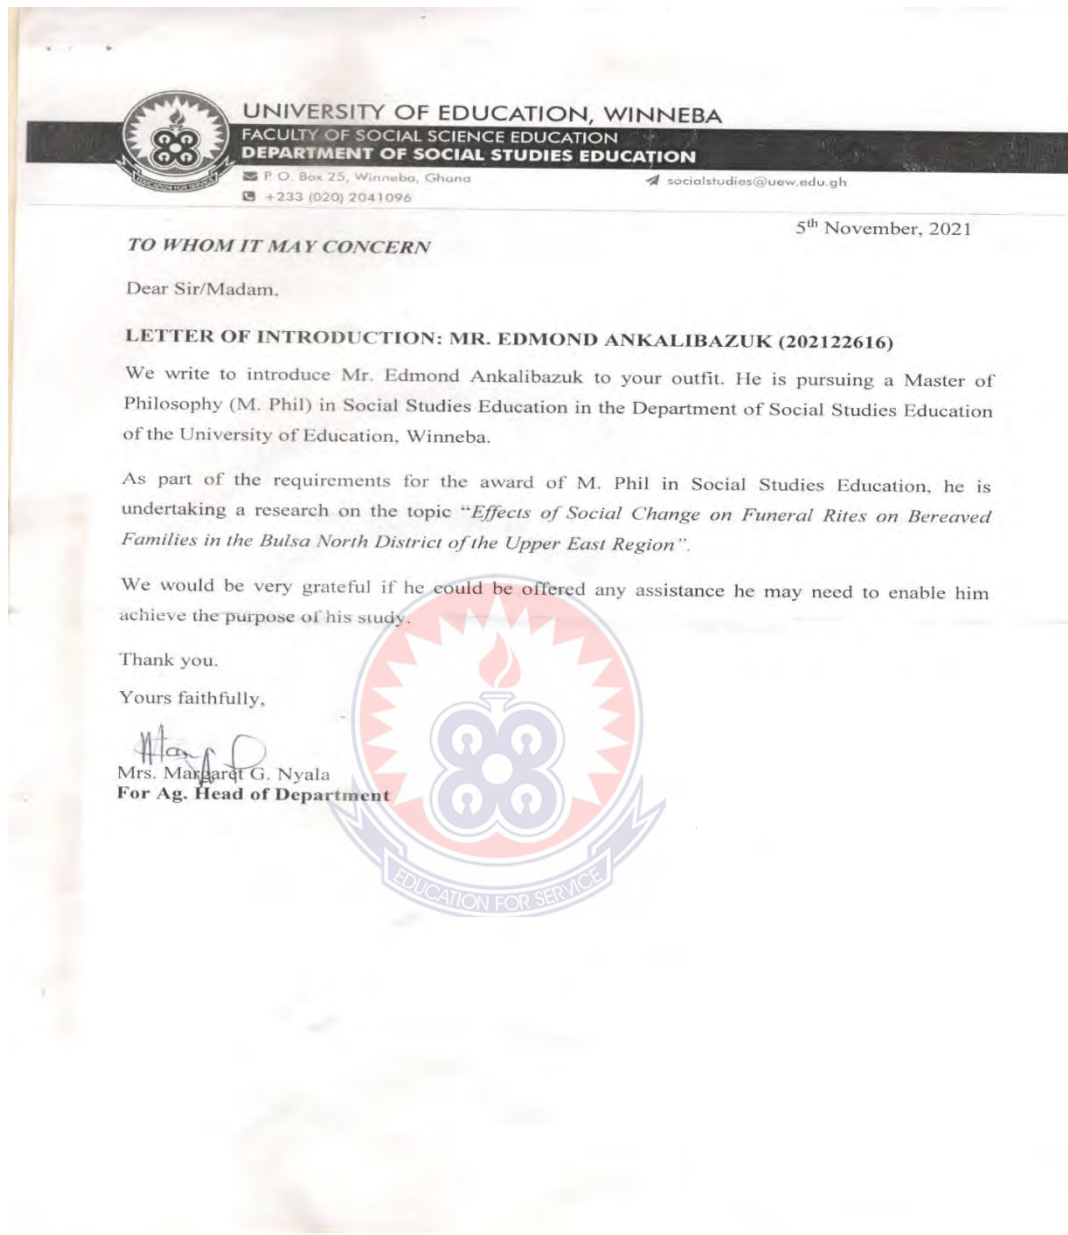 UNIVERSITY OF EDUCATION, WINNEBA
FACULTY OF SOCIAL SCIENCE EDUCATION
DEPARTMENT OF SOCIAL STUDIES EDUCATION
P. O. Box 25, Winneba, Ghana
socialstudies@uew.edu.gh
+233 (020) 2041096
EDUCATION FOR SERVICE
5th November, 2021
TO WHOM IT MAY CONCERN
Dear Sir/Madam,
LETTER OF INTRODUCTION: MR. EDMOND ANKALIBAZUK (202122616)
We write to introduce Mr. Edmond Ankalibazuk to your outfit. He is pursuing a Master of
Philosophy (M. Phil) in Social Studies Education in the Department of Social Studies Education
of the University of Education, Winneba.
As part of the requirements for the award of M. Phil in Social Studies Education, he is
undertaking a research on the topic “Effects of Social Change on Funeral Rites on Bereaved
Families in the Bulsa North District of the Upper East Region”.
We would be very grateful if he could be offered any assistance he may need to enable him
achieve the purpose of his study.
Thank you.
Yours faithfully,
Mrs. Margaret G. Nyala
For Ag. Head of Department
EDUCATION FOR SERVICE